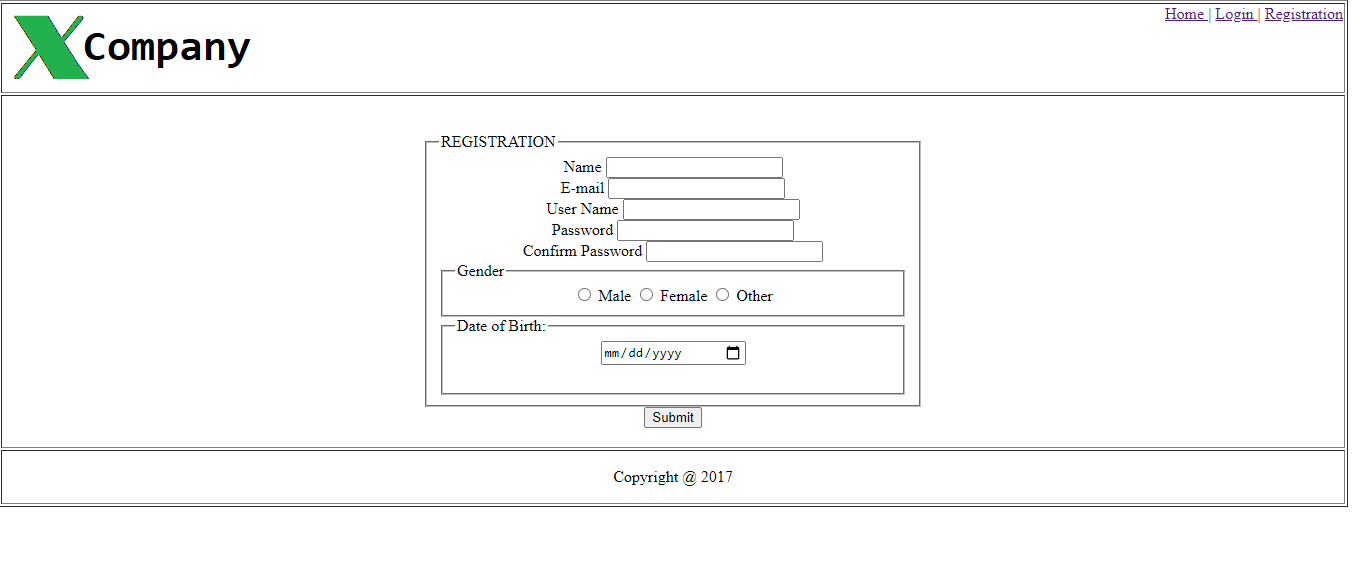 X Company
Home | Login | Registration
REGISTRATION
Name
E-mail
User Name
Password
Confirm Password
Gender
Male Female Other
Date of Birth:
mm/dd/yyyy
Submit
Copyright @ 2017